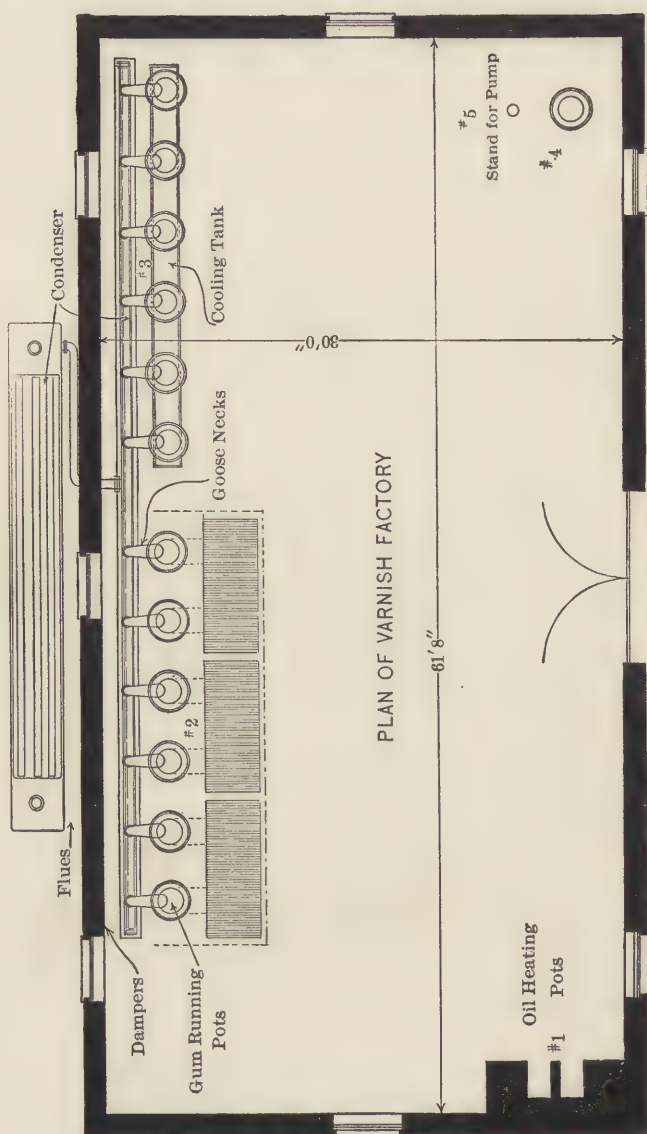 Condenser
#3
Cooling Tank
Goose Necks
#2
Flues
Dampers
Gum Running
Pots
30'0"
61'8"
PLAN OF VARNISH FACTORY
#5
Stand for Pump
#4
Oil Heating
Pots
#1